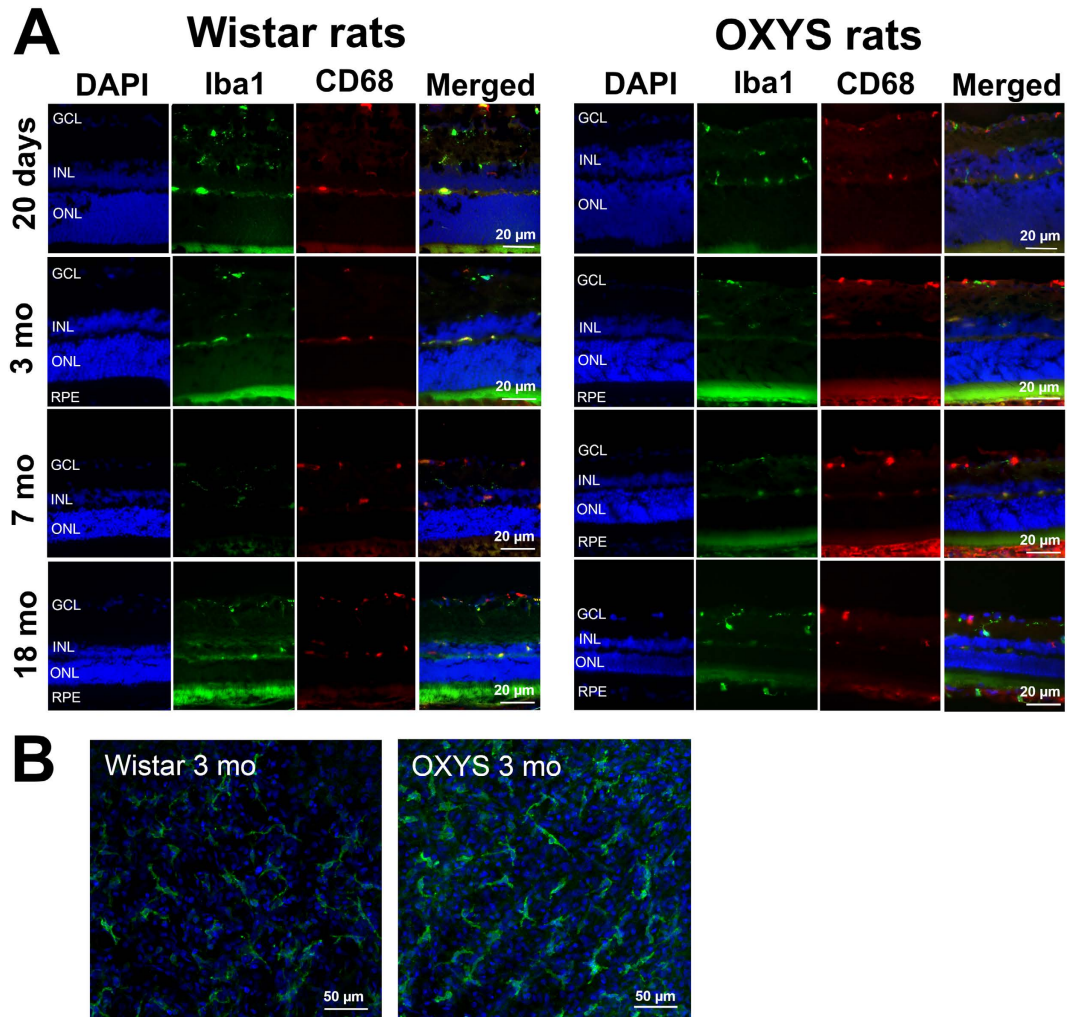 A
Wistar rats
OXYS rats
DAPI Iba1 CD68 Merged
DAPI Iba1 CD68 Merged
20 days
GCL
INL
ONL
20 µm
GCL
INL
ONL
20 µm
3 mo
GCL
INL
ONL
RPE
20 µm
GCL
INL
ONL
RPE
20 µm
7 mo
GCL
INL
ONL
20 µm
GCL
INL
ONL
RPE
20 µm
18 mo
GCL
INL
ONL
RPE
20 µm
GCL
INL
ONL
RPE
20 µm
B
Wistar 3 mo
50 µm
OXYS 3 mo
50 µm